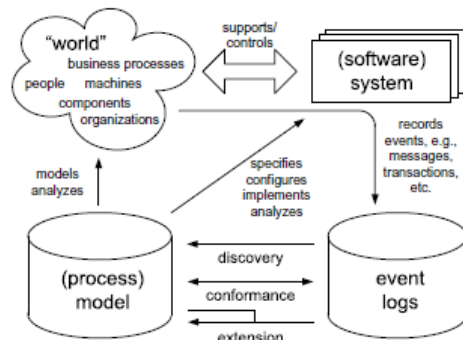 “world”
business processes
people machines
components
organizations
supports/
controls
(software)
system
records
events, e.g.,
messages,
transactions,
etc.
models
analyzes
specifies
configures
implements
analyzes
(process)
model
discovery
conformance
extension
event
logs